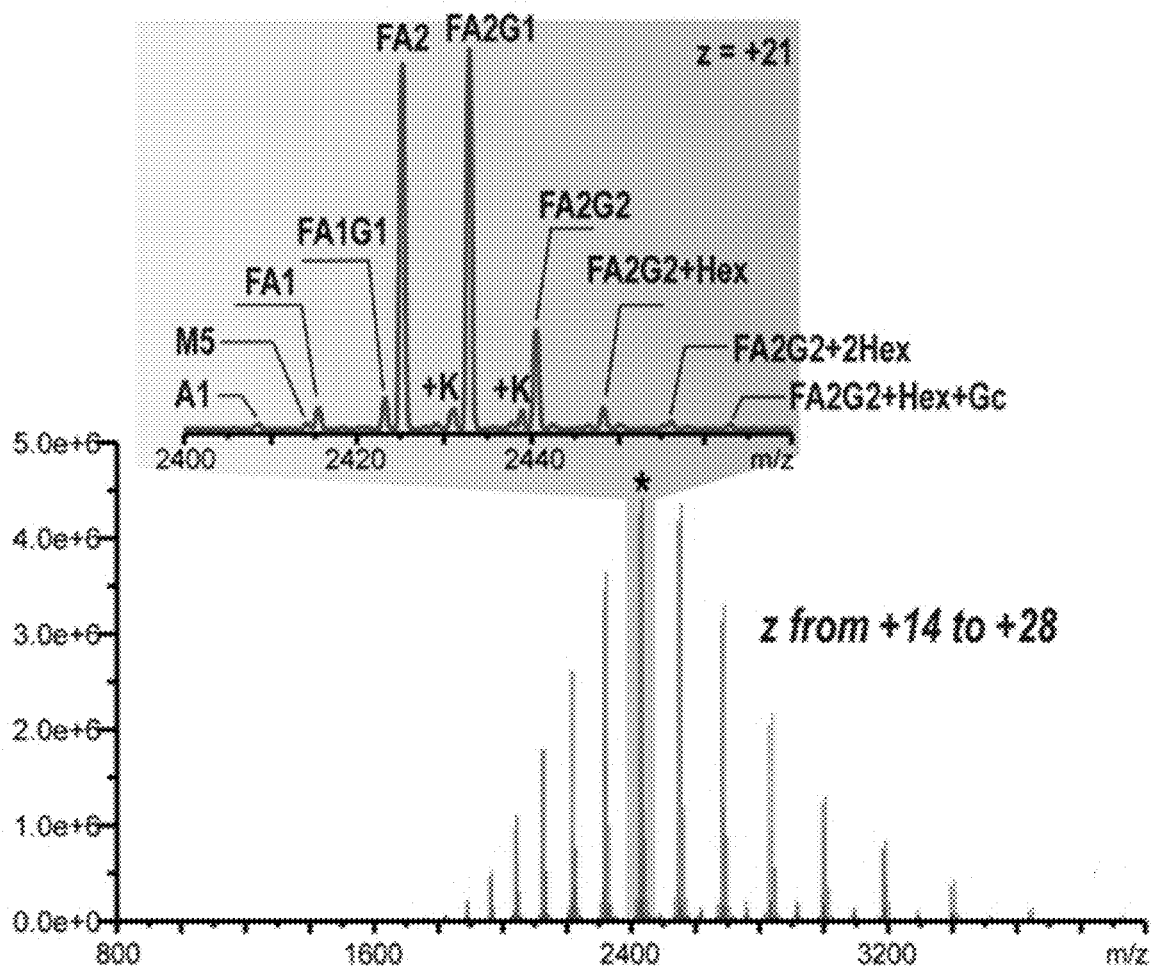 FA2 FA2G1
z = +21
FA2G2
FA1G1
FA2G2+Hex
FA1
M5
FA2G2+2Hex
+K +K
A1
FA2G2+Hex+Gc
2400 2420 2440 m/z
5.0e+6
*
4.0e+6
z from +14 to +28
3.0e+6
2.0e+6
1.0e+6
0.0e+0
800 1600 2400 3200 m/z